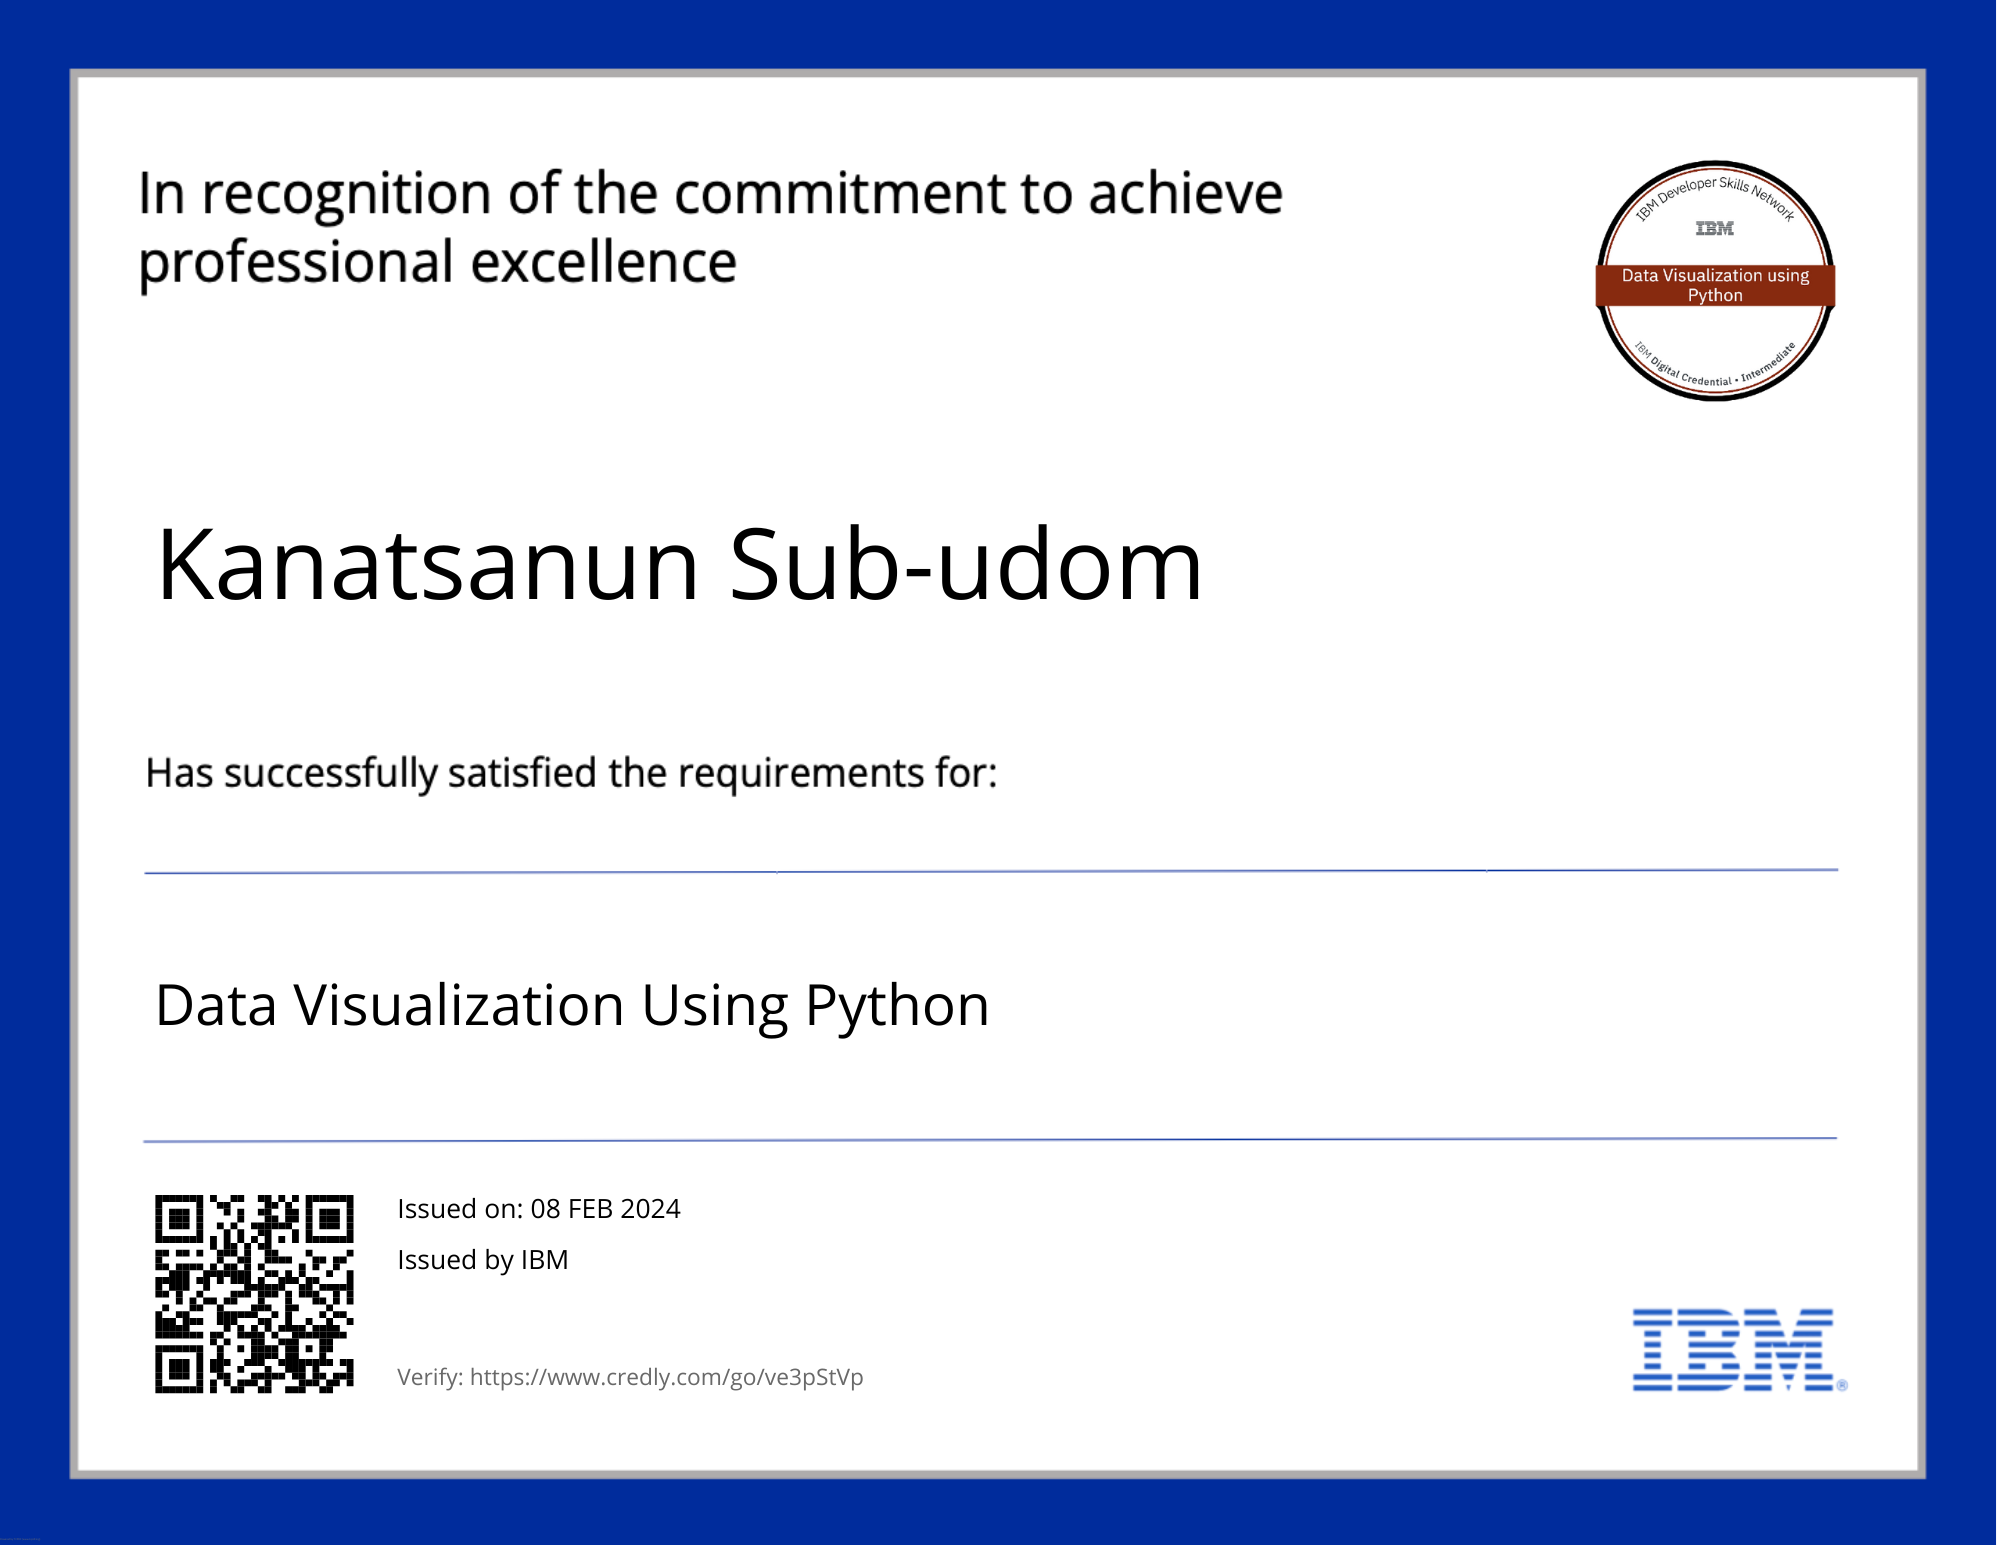 In recognition of the commitment to achieve
professional excellence
IBM Developer Skills Network
IBM
Data Visualization using
Python
IBM Digital Credential • Intermediate
Kanatsanun Sub-udom
Has successfully satisfied the requirements for:
Data Visualization Using Python
Issued on: 08 FEB 2024
Issued by IBM
Verify: https://www.credly.com/go/ve3pStVp
IBM®